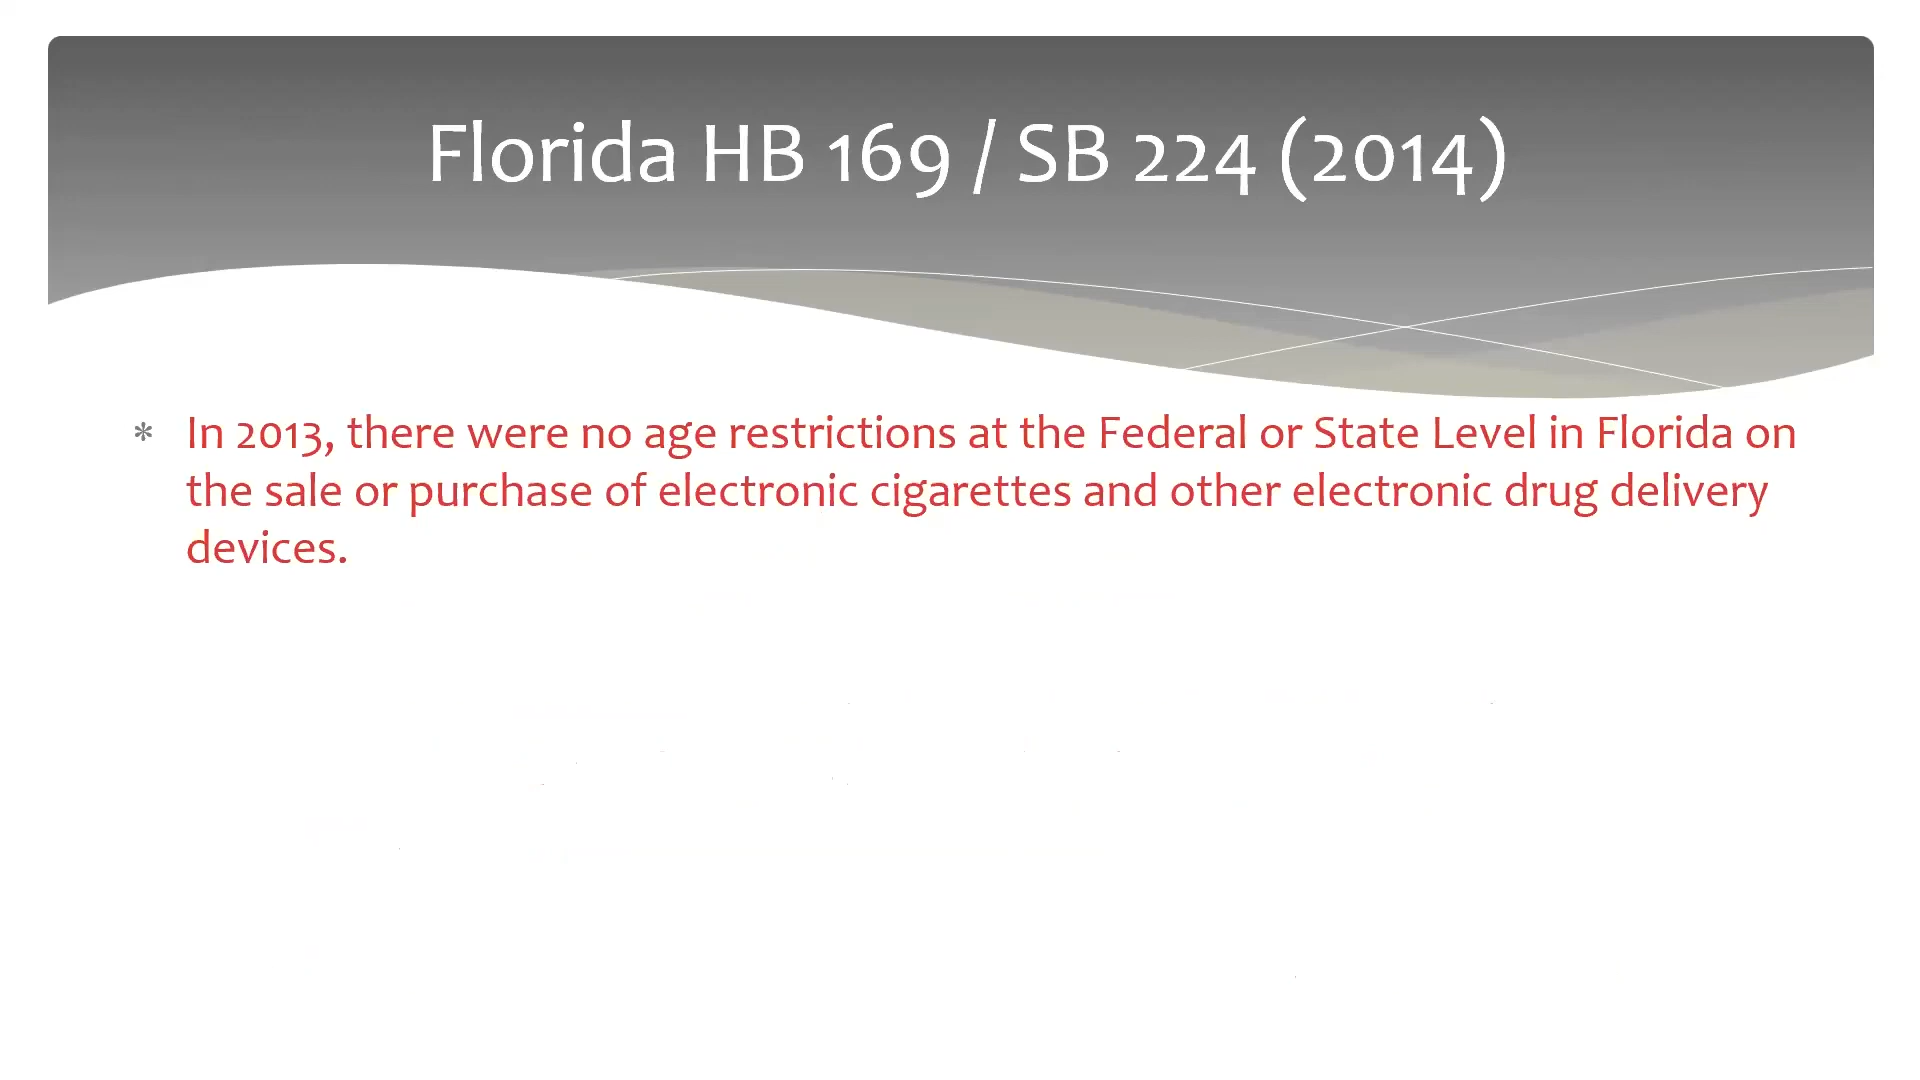 Florida HB 169 / SB 224 (2014)
* In 2013, there were no age restrictions at the Federal or State Level in Florida on
the sale or purchase of electronic cigarettes and other electronic drug delivery
devices.